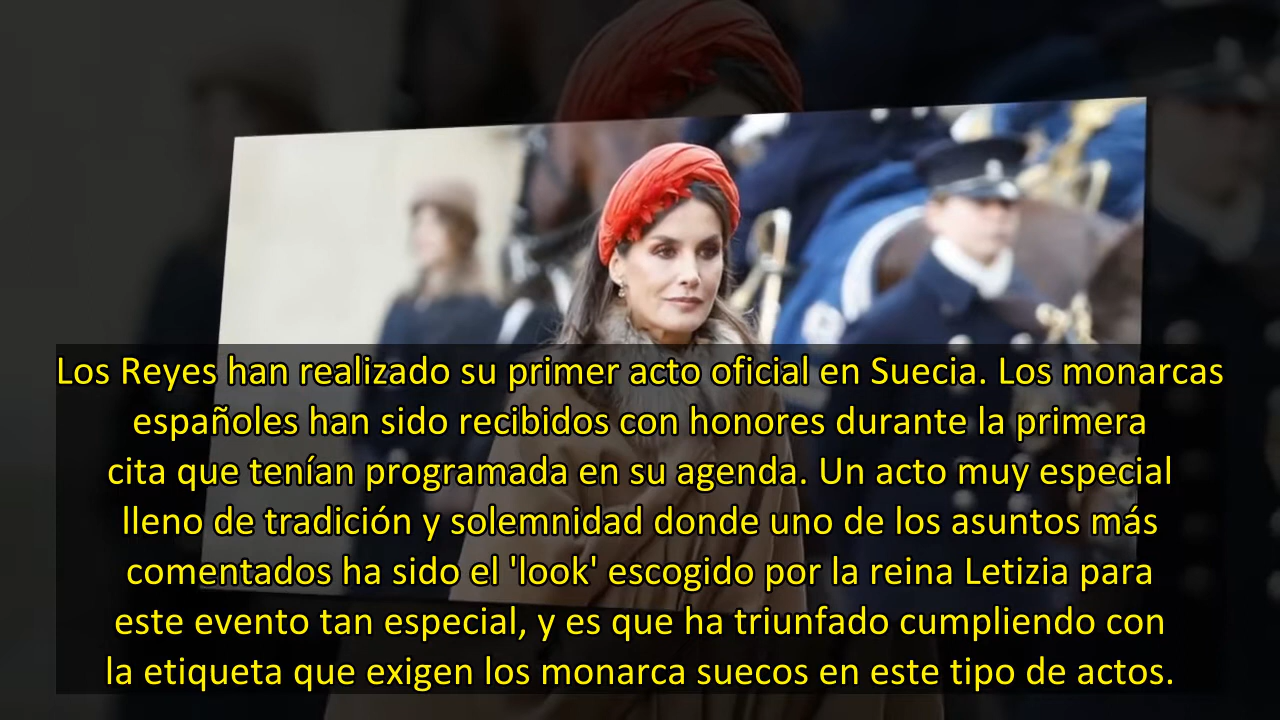 Los Reyes han realizado su primer acto oficial en Suecia. Los monarcas
españoles han sido recibidos con honores durante la primera
cita que tenían programada en su agenda. Un acto muy especial
lleno de tradición y solemnidad donde uno de los asuntos más
comentados ha sido el 'look' escogido por la reina Letizia para
este evento tan especial, y es que ha triunfado cumpliendo con
la etiqueta que exigen los monarca suecos en este tipo de actos.